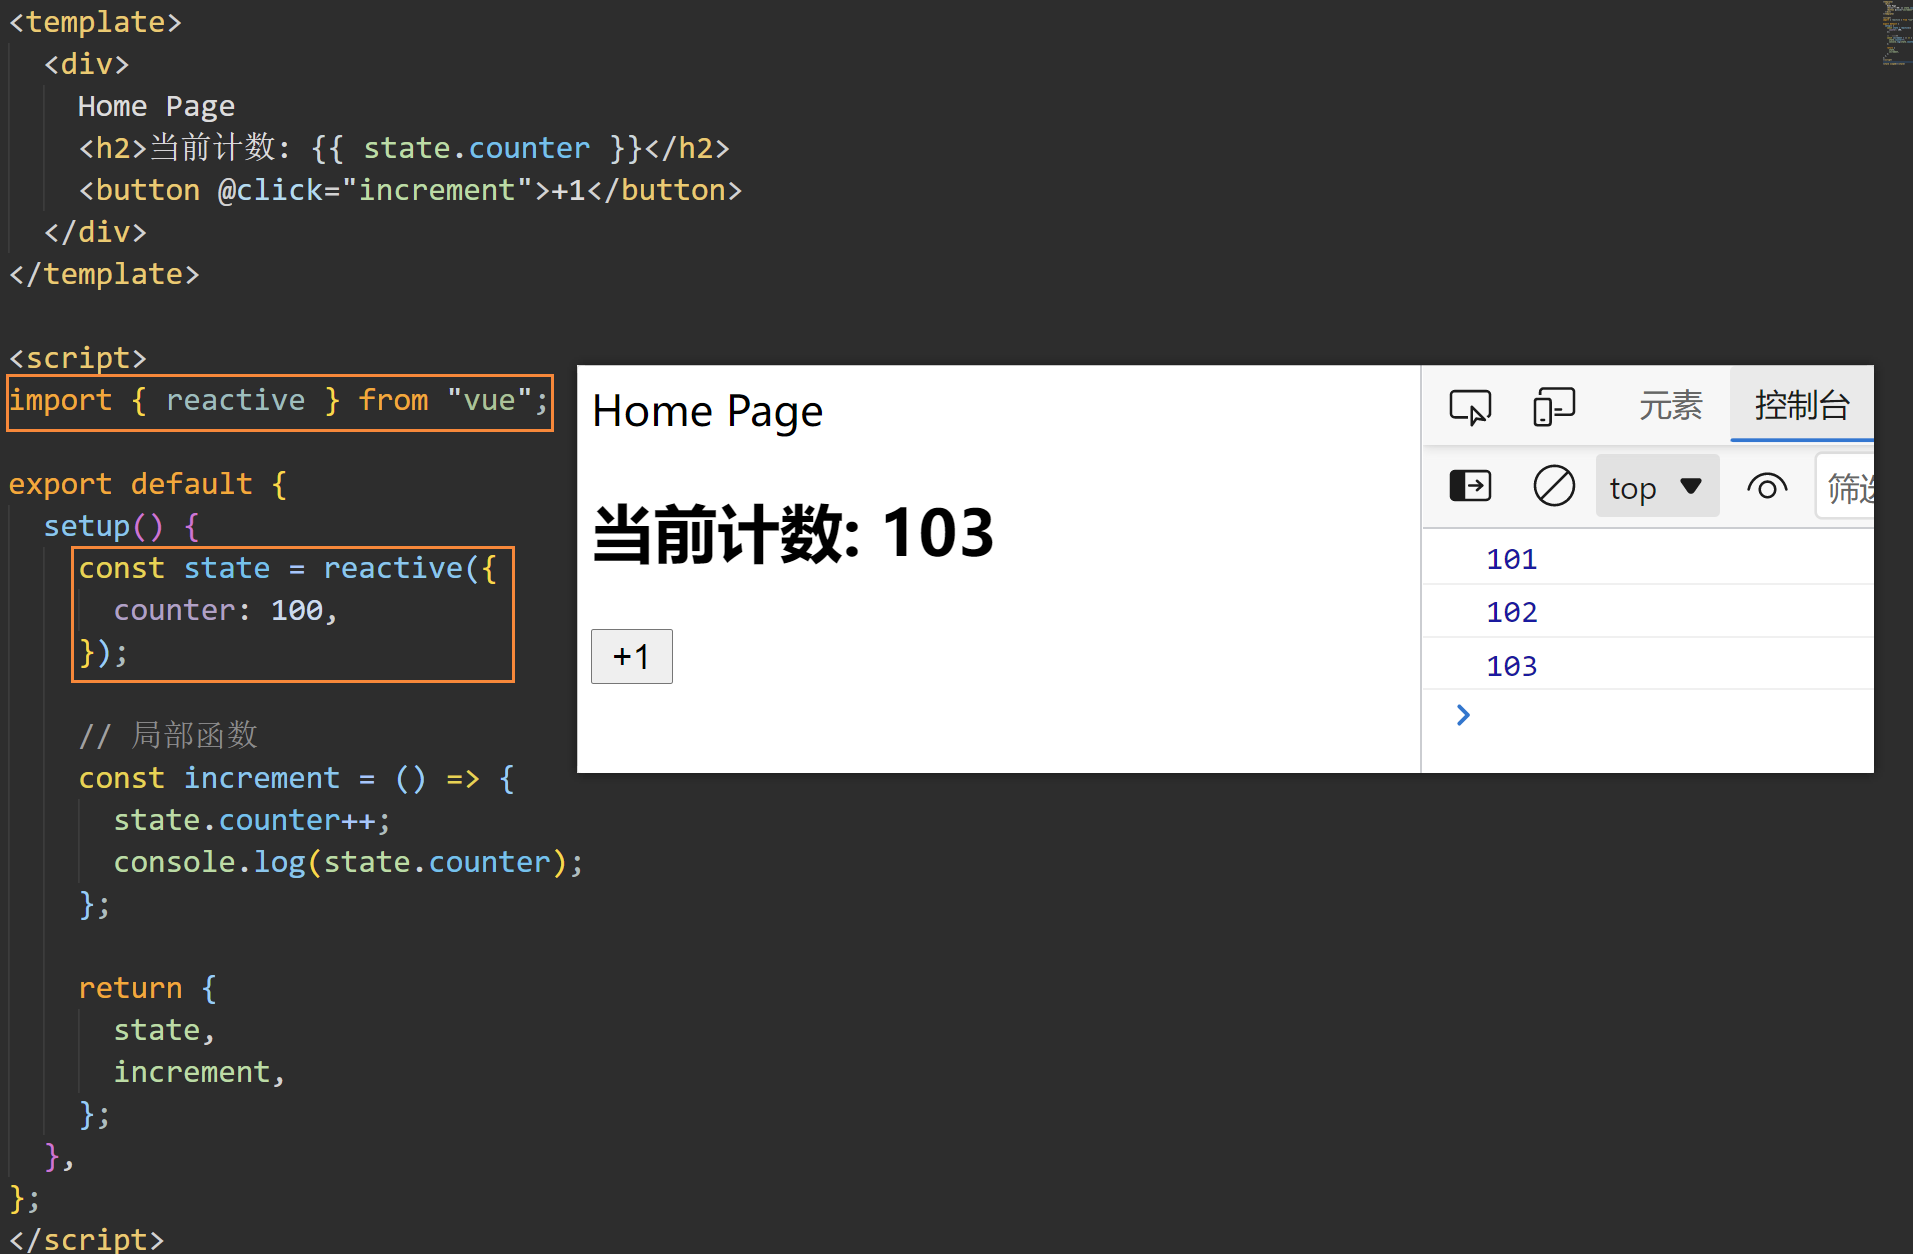 <template>
  <div>
    Home Page
    <h2>当前计数: {{ state.counter }}</h2>
    <button @click="increment">+1</button>
  </div>
</template>

<script>
import { reactive } from "vue";

export default {
  setup() {
    const state = reactive({
      counter: 100,
    });

    // 局部函数
    const increment = () => {
      state.counter++;
      console.log(state.counter);
    };

    return {
      state,
      increment,
    };
  },
};
</script>
Home Page
当前计数: 103
+1
元素 控制台
top 筛选
101
102
103